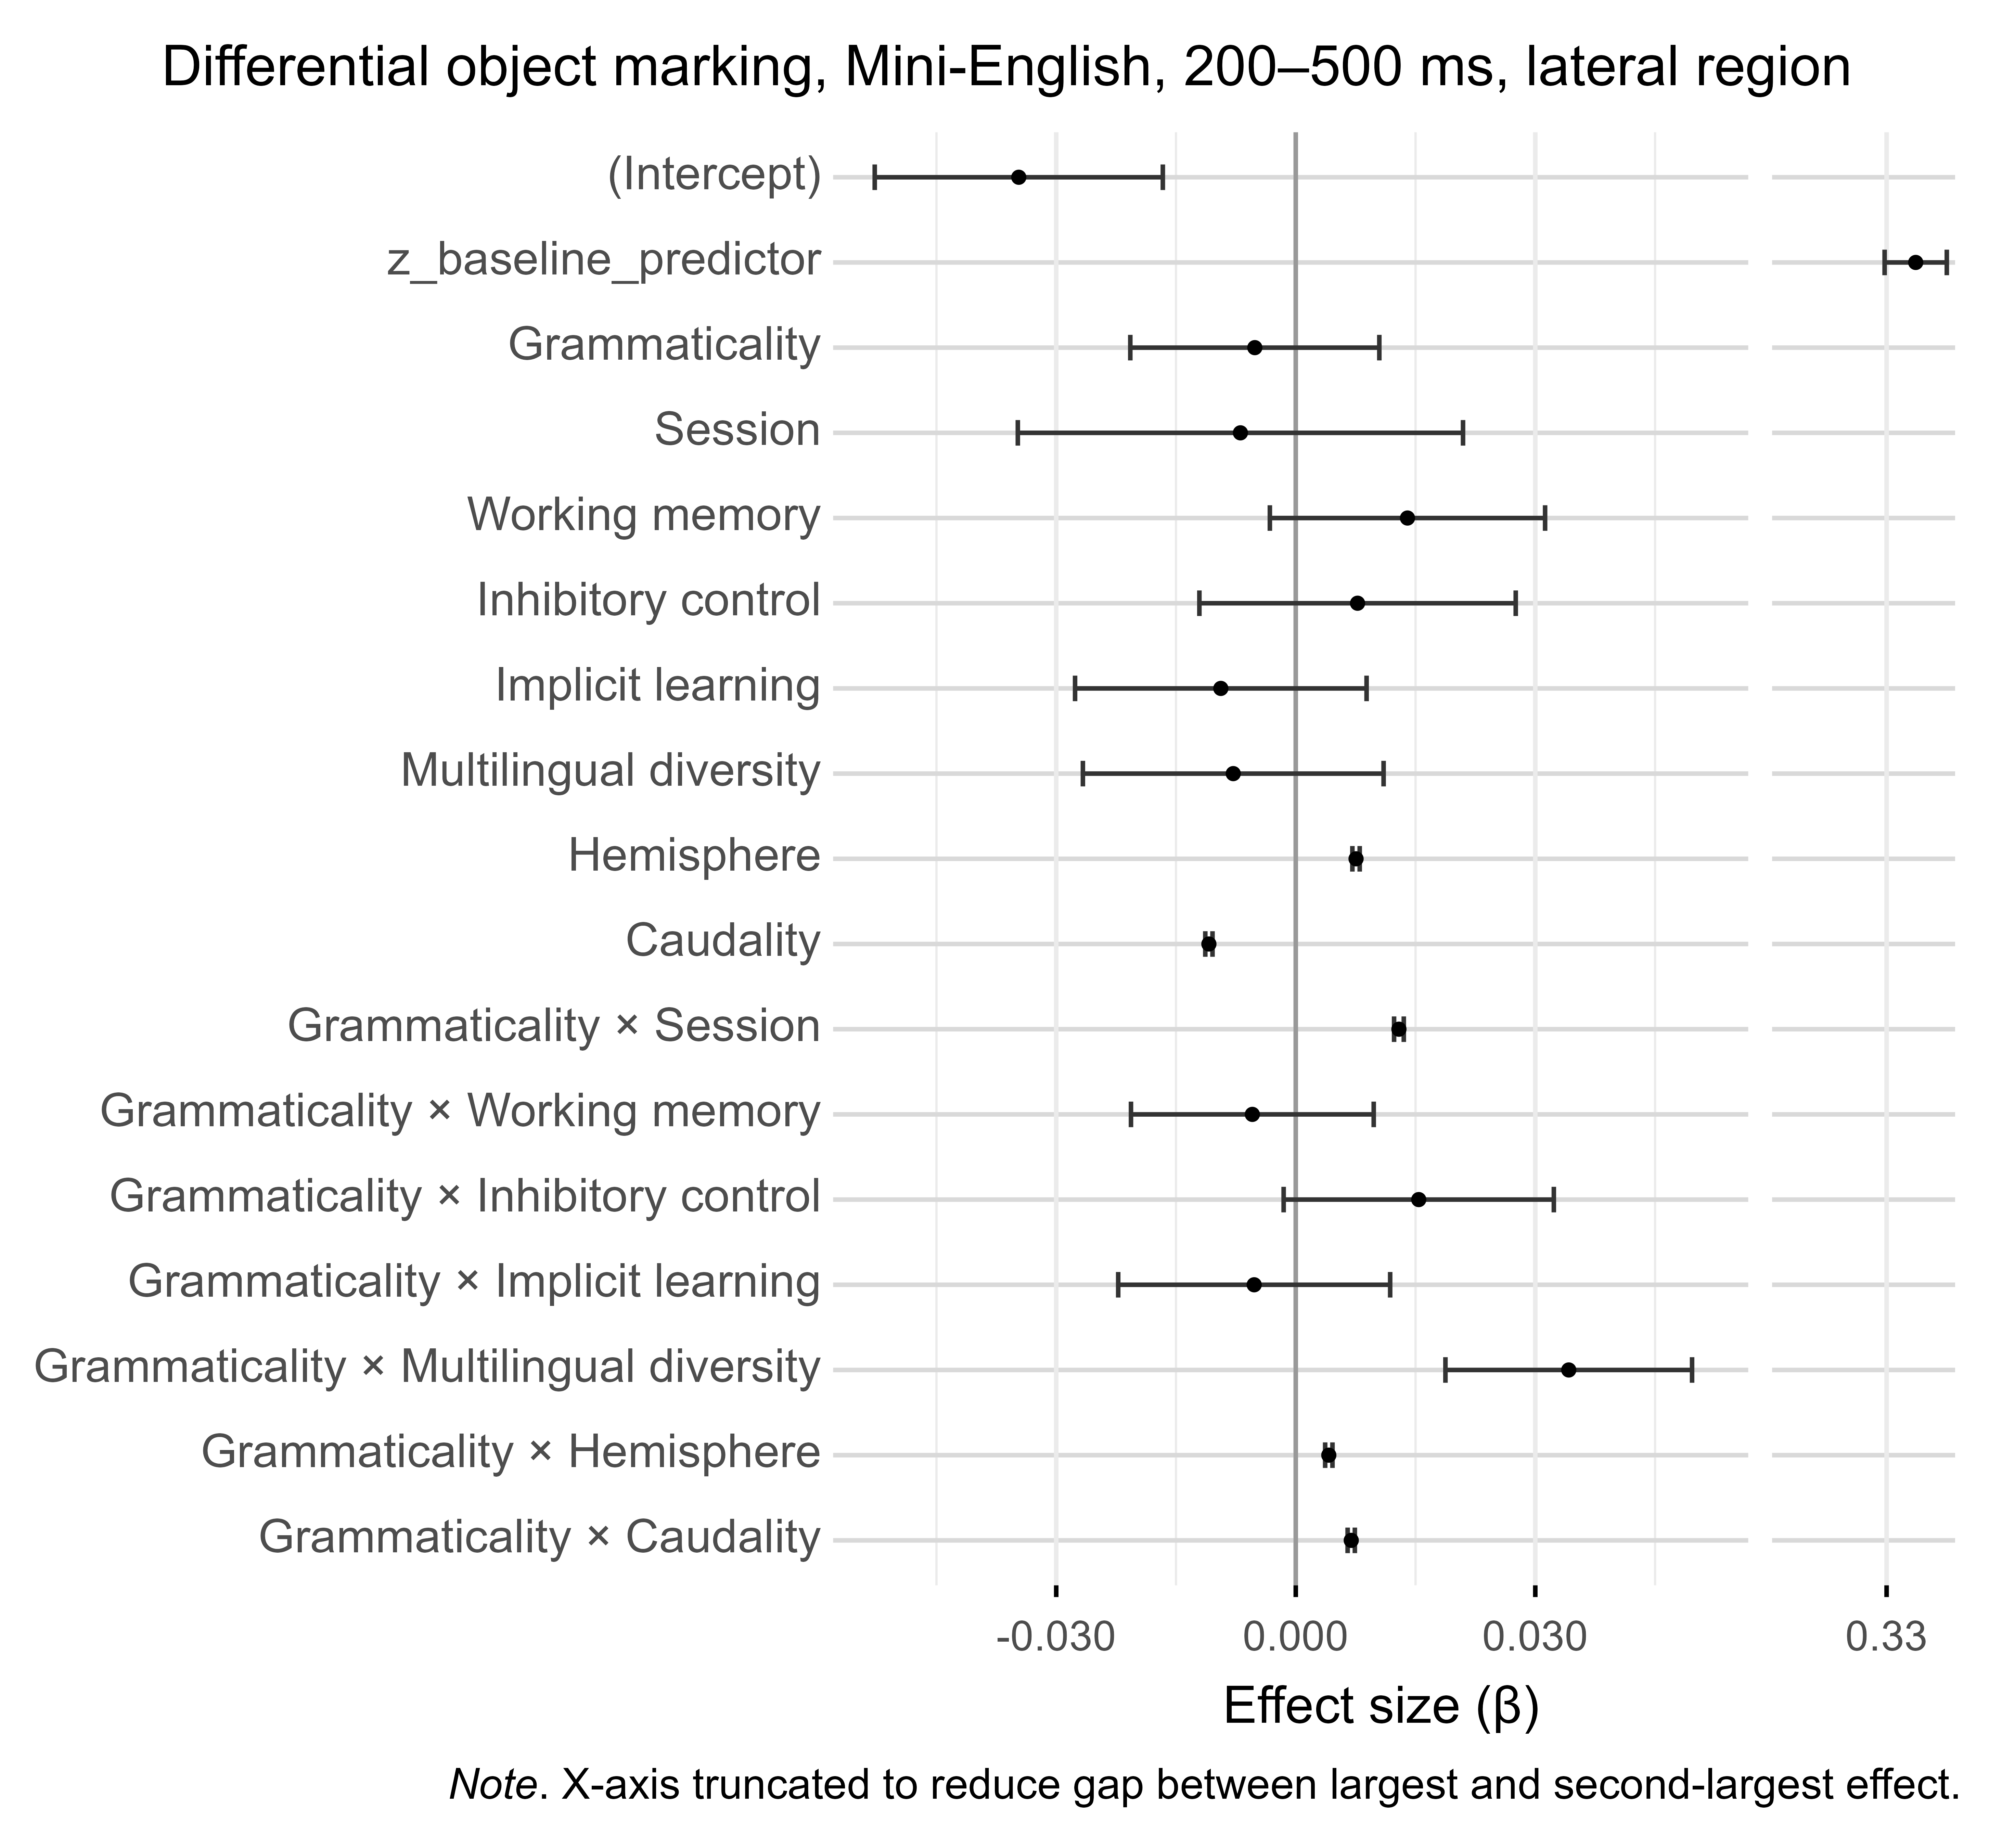 Differential object marking, Mini-English, 200–500 ms, lateral region
(Intercept)
z_baseline_predictor
Grammaticality
Session
Working memory
Inhibitory control
Implicit learning
Multilingual diversity
Hemisphere
Caudality
Grammaticality × Session
Grammaticality × Working memory
Grammaticality × Inhibitory control
Grammaticality × Implicit learning
Grammaticality × Multilingual diversity
Grammaticality × Hemisphere
Grammaticality × Caudality
-0.030 0.000 0.030 0.33
Effect size (β)
Note. X-axis truncated to reduce gap between largest and second-largest effect.